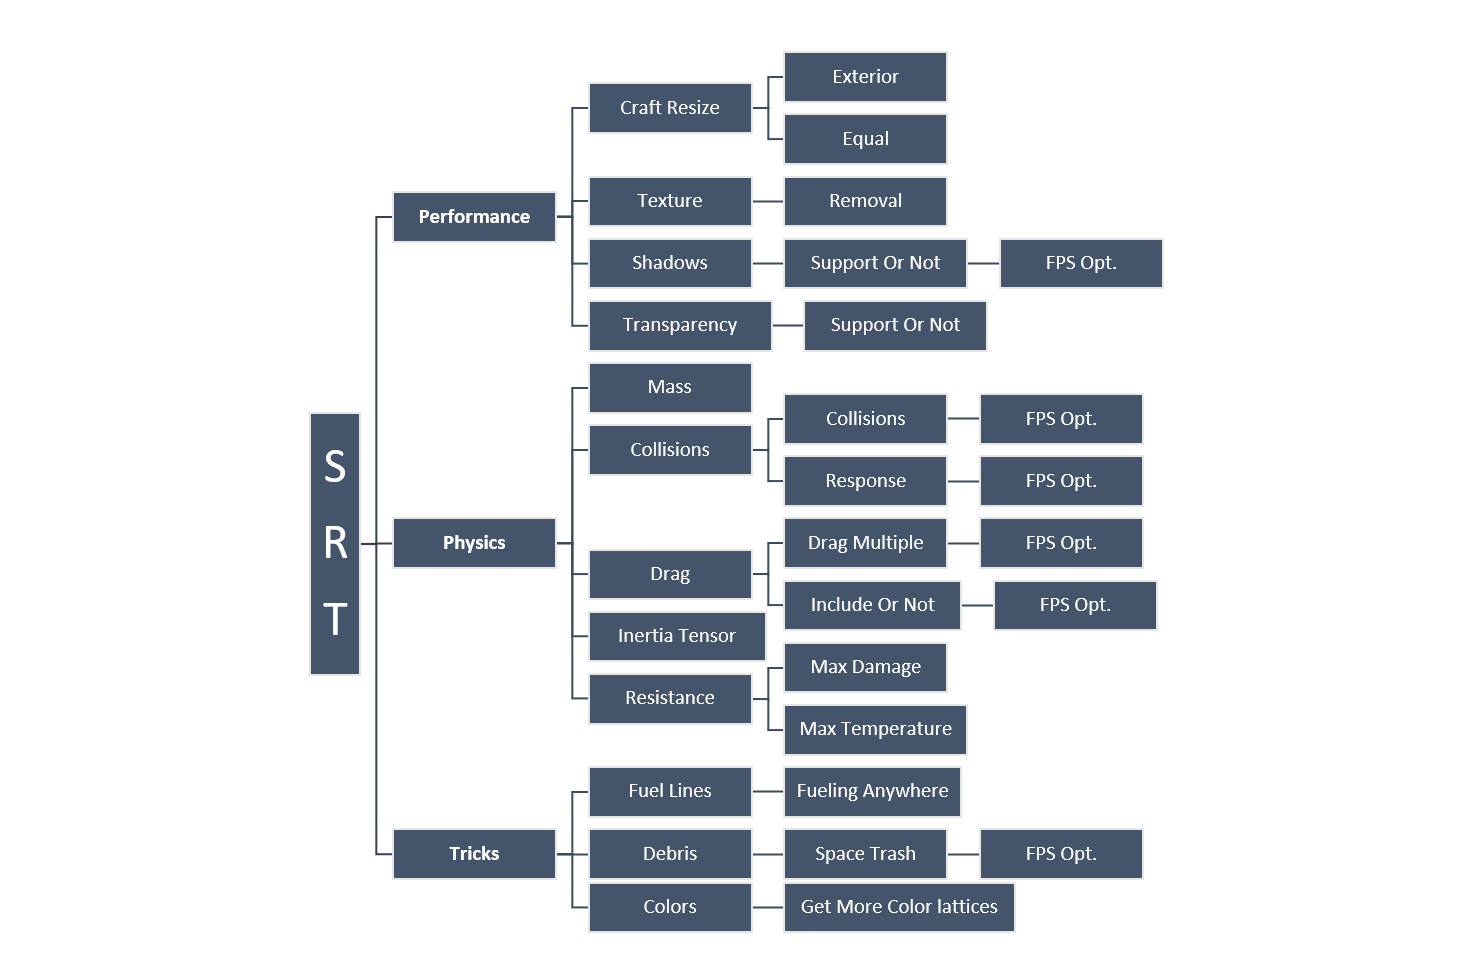 S
R
T
Performance
Craft Resize
Exterior
Equal
Texture
Removal
Shadows
Support Or Not
FPS Opt.
Transparency
Support Or Not
Physics
Mass
Collisions
Collisions
FPS Opt.
Response
FPS Opt.
Drag
Drag Multiple
FPS Opt.
Include Or Not
FPS Opt.
Inertia Tensor
Resistance
Max Damage
Max Temperature
Tricks
Fuel Lines
Fueling Anywhere
Debris
Space Trash
FPS Opt.
Colors
Get More Color lattices